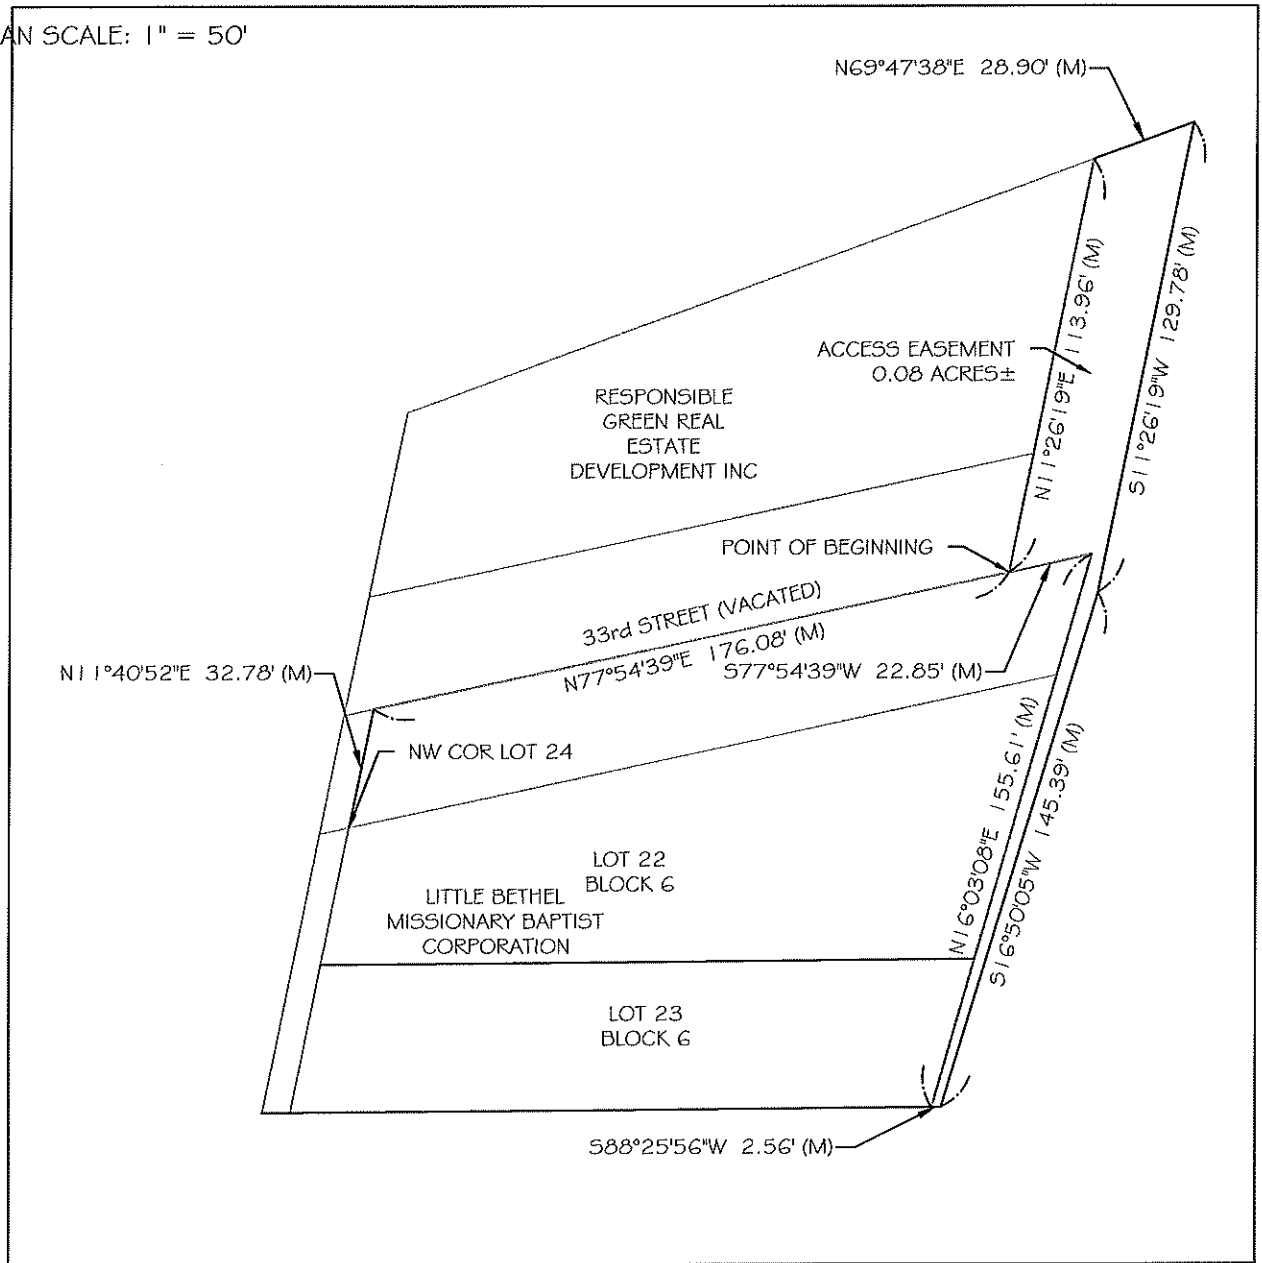 AN SCALE: 1" = 50'
N69°47'38"E 28.90' (M)
N11°26'19"E 113.96' (M)
S11°26'19"W 129.78' (M)
ACCESS EASEMENT
0.08 ACRES±
RESPONSIBLE
GREEN REAL
ESTATE
DEVELOPMENT INC
POINT OF BEGINNING
33rd STREET (VACATED)
N77°54'39"E 176.08' (M)
S77°54'39"W 22.85' (M)
N11°40'52"E 32.78' (M)
NW COR LOT 24
N16°03'08"E 155.61' (M)
S16°50'05"W 145.39' (M)
LOT 22
BLOCK 6
LITTLE BETHEL
MISSIONARY BAPTIST
CORPORATION
LOT 23
BLOCK 6
S88°25'56"W 2.56' (M)